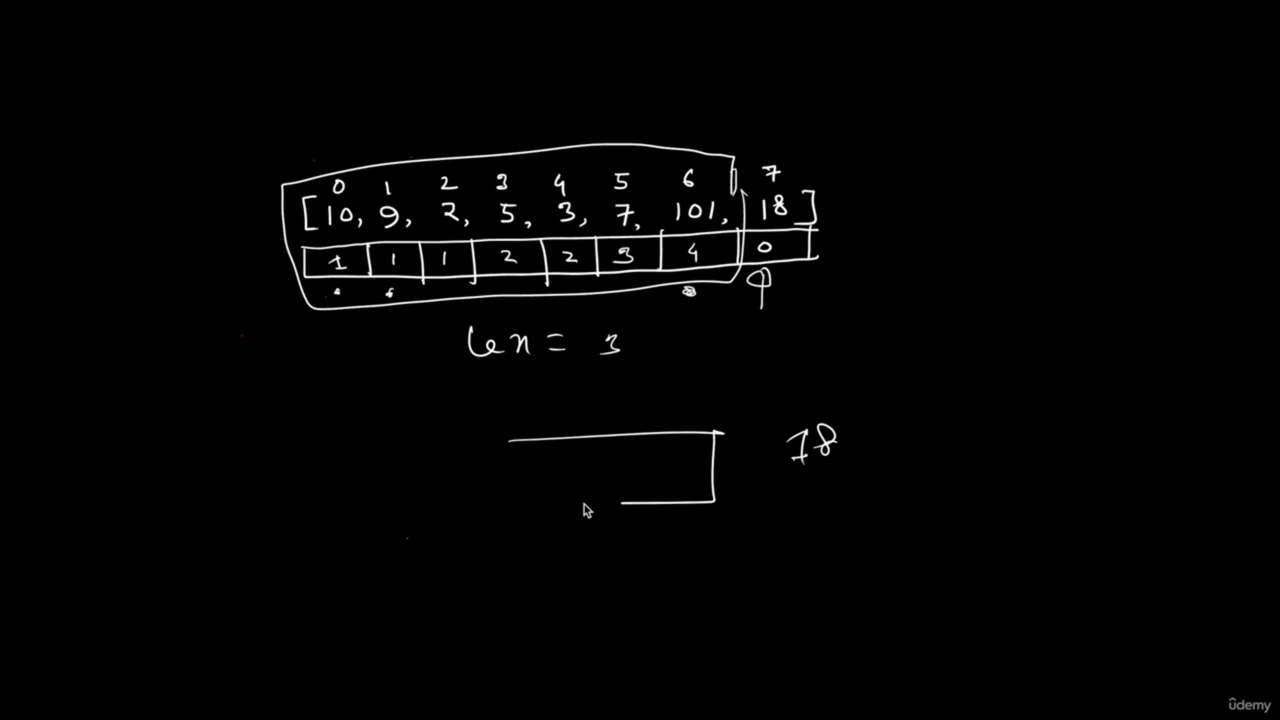 0 1 2 3 4 5 6 7
[10, 9, 2, 5, 3, 7, 101, 18]
1 1 1 2 2 3 4 0
len = 3
18
ûdemy